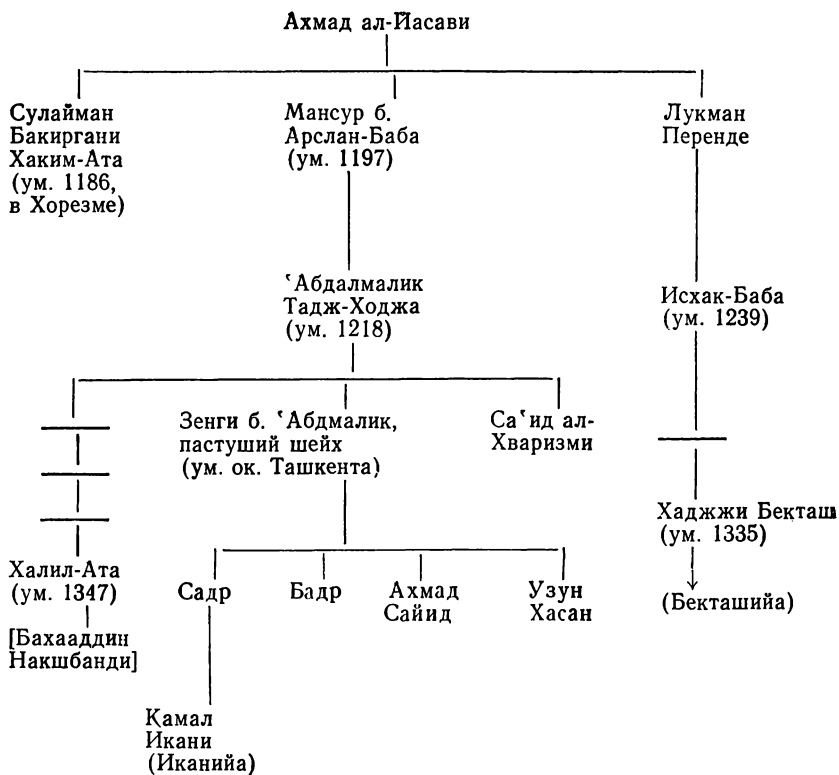 Ахмад ал-Йасави
Сулайман
Бакиргани
Хаким-Ата
(ум. 1186,
в Хорезме)
Мансур б.
Арслан-Баба
(ум. 1197)
Лукман
Перенде
ʿАбдалмалик
Тадж-Ходжа
(ум. 1218)
Исхак-Баба
(ум. 1239)
Зенги б. ʿАбдмалик,
пастуший шейх
(ум. ок. Ташкента)
Саʿид ал-
Хваризми
Хаджжи Бекташ
(ум. 1335)
(Бекташийа)
Халил-Ата
(ум. 1347)
[Бахааддин
Накшбанди]
Садр
Бадр
Ахмад
Сайид
Узун
Хасан
Камал
Икани
(Иканийа)